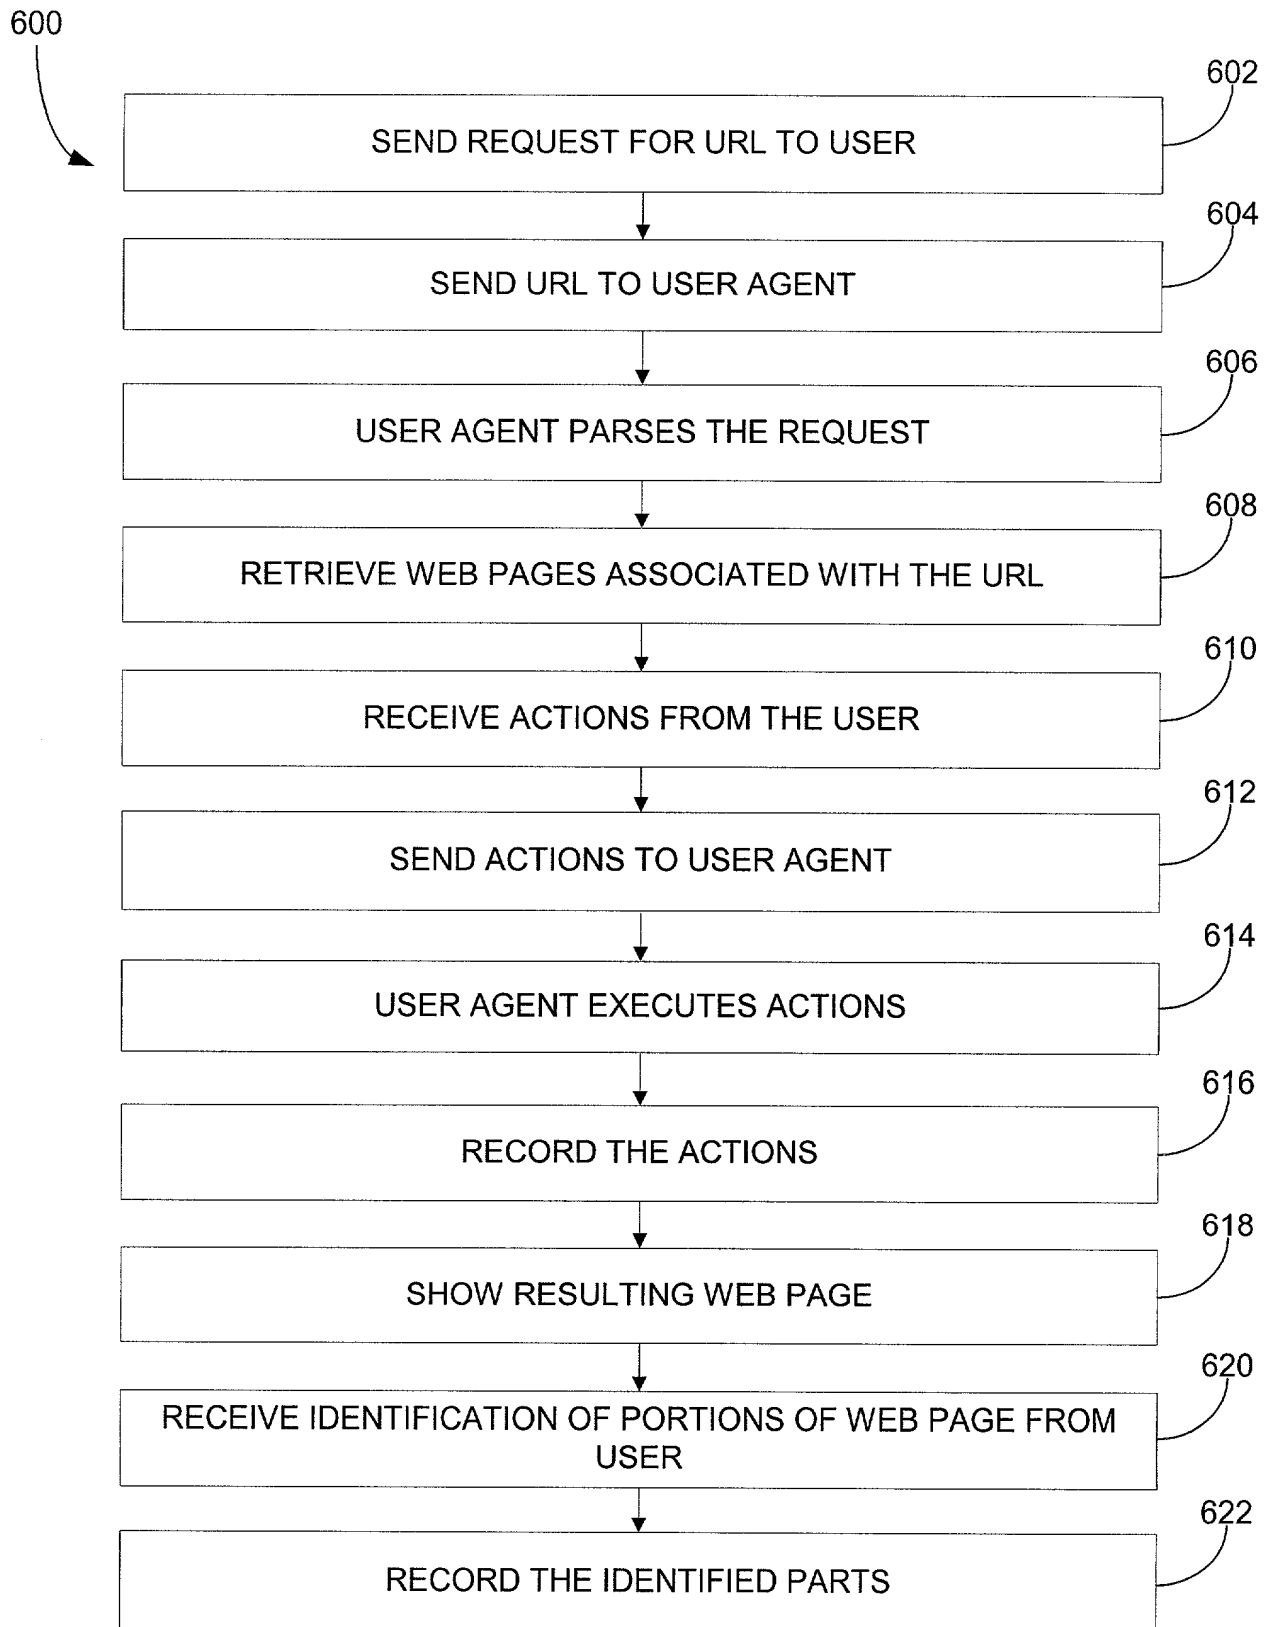 600
602
SEND REQUEST FOR URL TO USER
604
SEND URL TO USER AGENT
606
USER AGENT PARSES THE REQUEST
608
RETRIEVE WEB PAGES ASSOCIATED WITH THE URL
610
RECEIVE ACTIONS FROM THE USER
612
SEND ACTIONS TO USER AGENT
614
USER AGENT EXECUTES ACTIONS
616
RECORD THE ACTIONS
618
SHOW RESULTING WEB PAGE
620
RECEIVE IDENTIFICATION OF PORTIONS OF WEB PAGE FROM
USER
622
RECORD THE IDENTIFIED PARTS